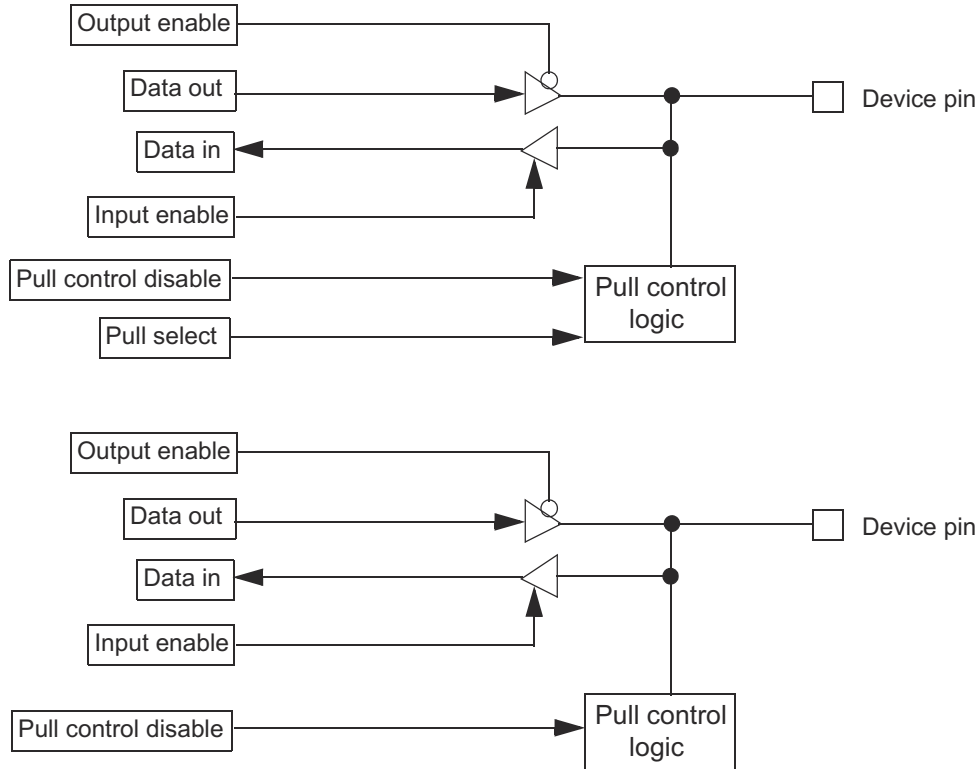 Output enable
Data out
Device pin
Data in
Input enable
Pull control disable
Pull control
logic
Pull select
Output enable
Data out
Device pin
Data in
Input enable
Pull control disable
Pull control
logic